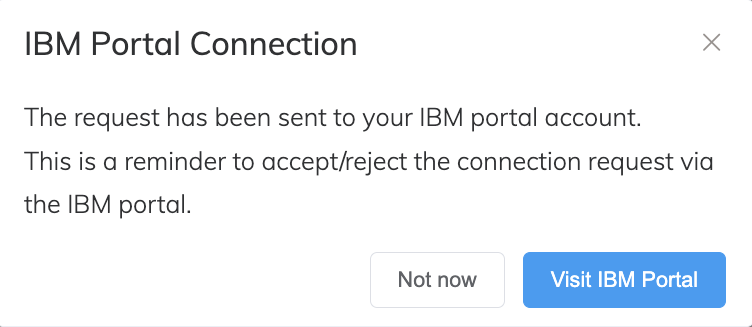 IBM Portal Connection
The request has been sent to your IBM portal account.
This is a reminder to accept/reject the connection request via
the IBM portal.
Not now
Visit IBM Portal